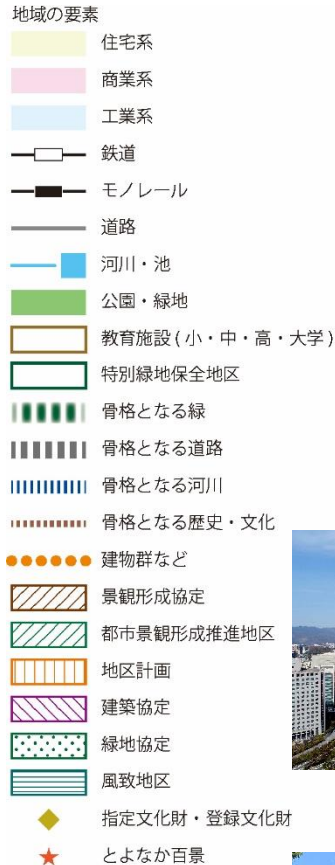 地域の要素
住宅系
商業系
工業系
鉄道
モノレール
道路
河川・池
公園・緑地
教育施設(小・中・高・大学)
特別緑地保全地区
骨格となる緑
骨格となる道路
骨格となる河川
骨格となる歴史・文化
建物群など
景観形成協定
都市景観形成推進地区
地区計画
建築協定
緑地協定
風致地区
指定文化財・登録文化財
とよなか百景